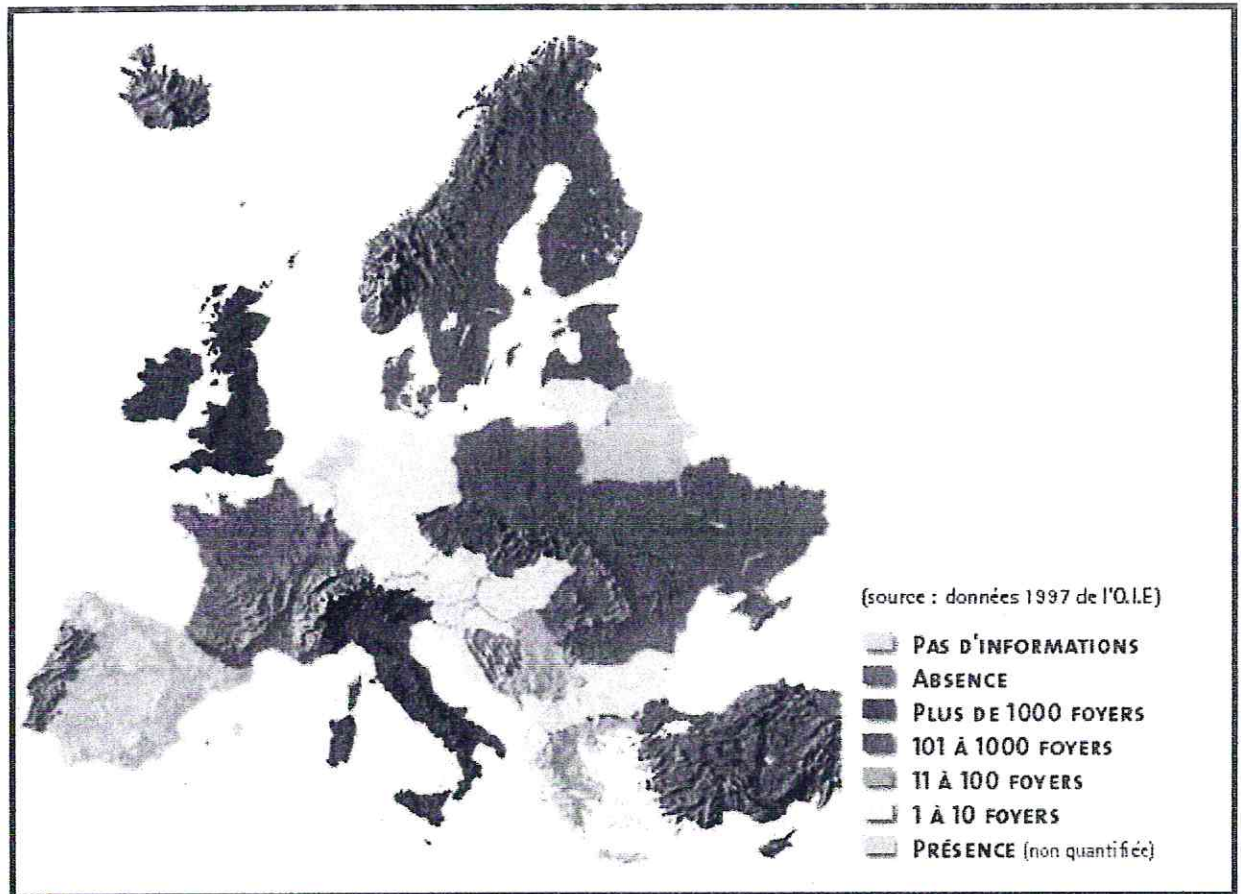 (source : données 1997 de l'O.I.E)
PAS D'INFORMATIONS
ABSENCE
PLUS DE 1000 FOYERS
101 À 1000 FOYERS
11 À 100 FOYERS
1 À 10 FOYERS
PRÉSENCE (non quantifiée)